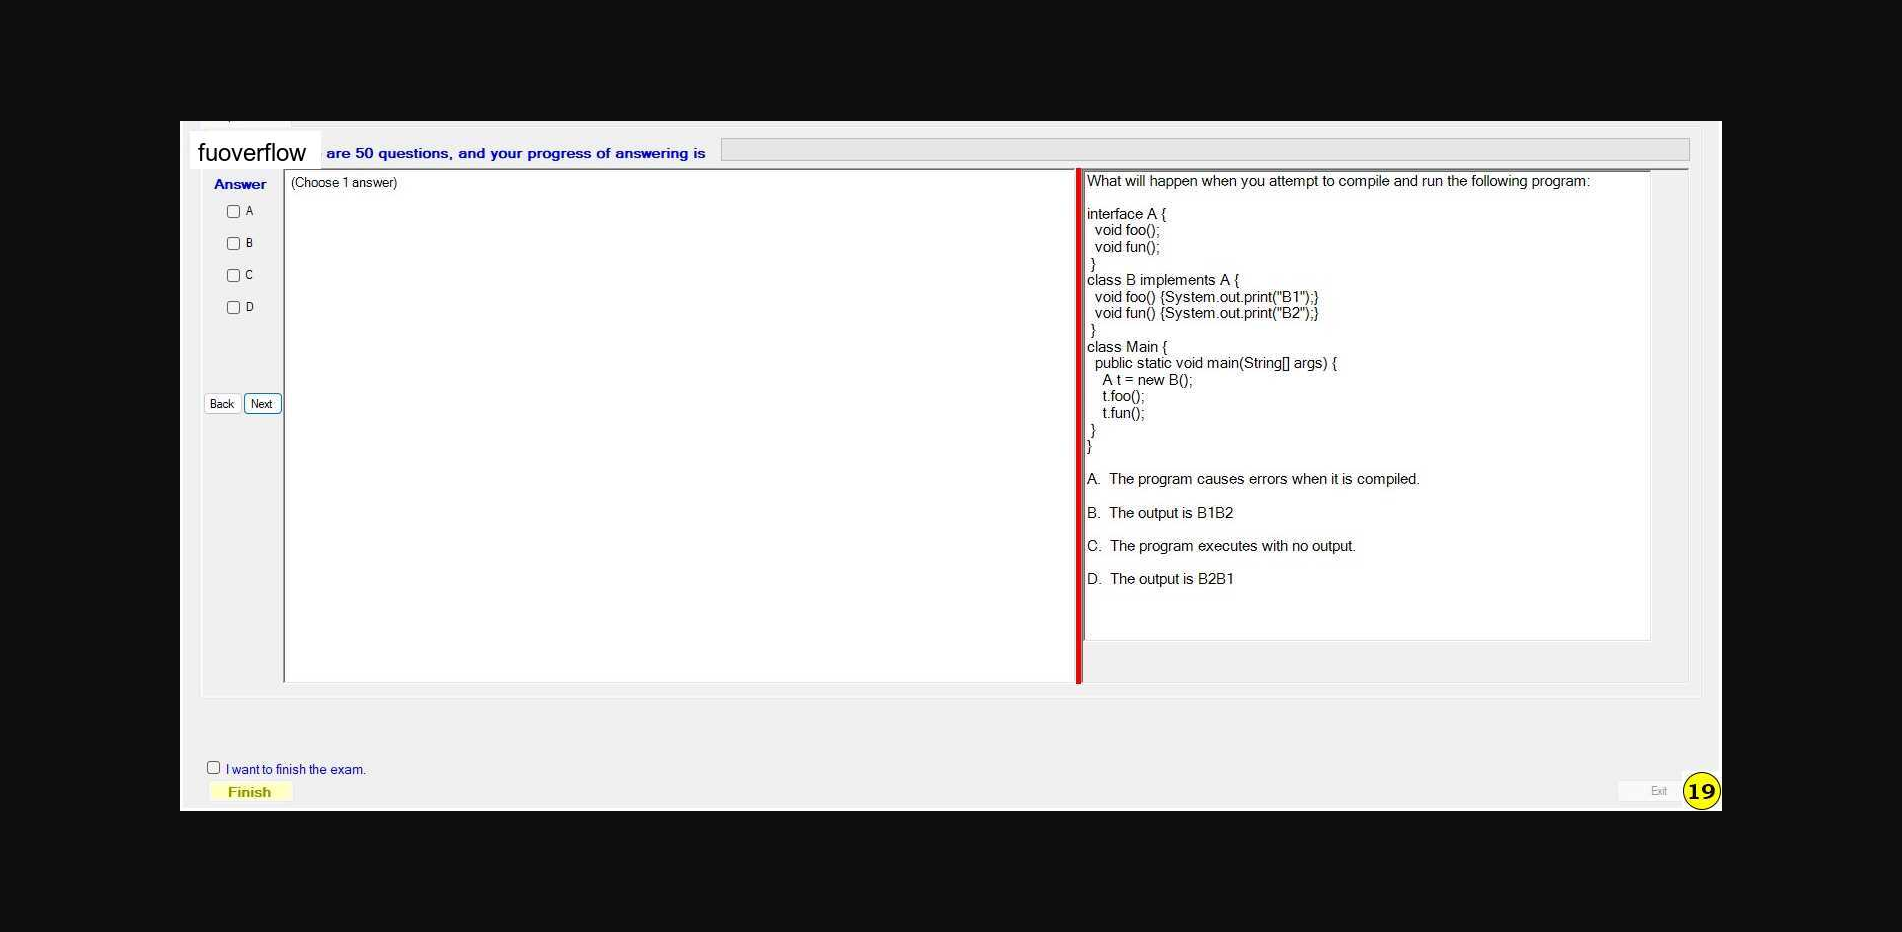 fuoverflow are 50 questions, and your progress of answering is
Answer
A
B
C
D
Back Next
(Choose 1 answer)
What will happen when you attempt to compile and run the following program:
interface A {
void foo();
void fun();
}
class B implements A {
void foo() {System.out.print("B1");}
void fun() {System.out.print("B2");}
}
class Main {
public static void main(String[] args) {
A t = new B();
t.foo();
t.fun();
}
}
A. The program causes errors when it is compiled.
B. The output is B1B2
C. The program executes with no output.
D. The output is B2B1
I want to finish the exam.
Finish
Exit
19